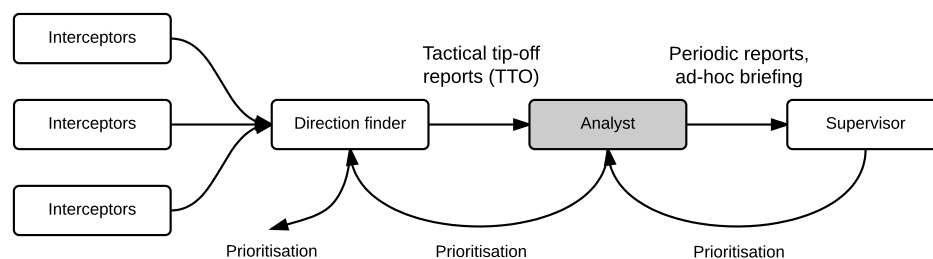 Interceptors
Tactical tip-off
reports (TTO)
Periodic reports,
ad-hoc briefing
Interceptors
Direction finder
Analyst
Supervisor
Interceptors
Prioritisation
Prioritisation
Prioritisation